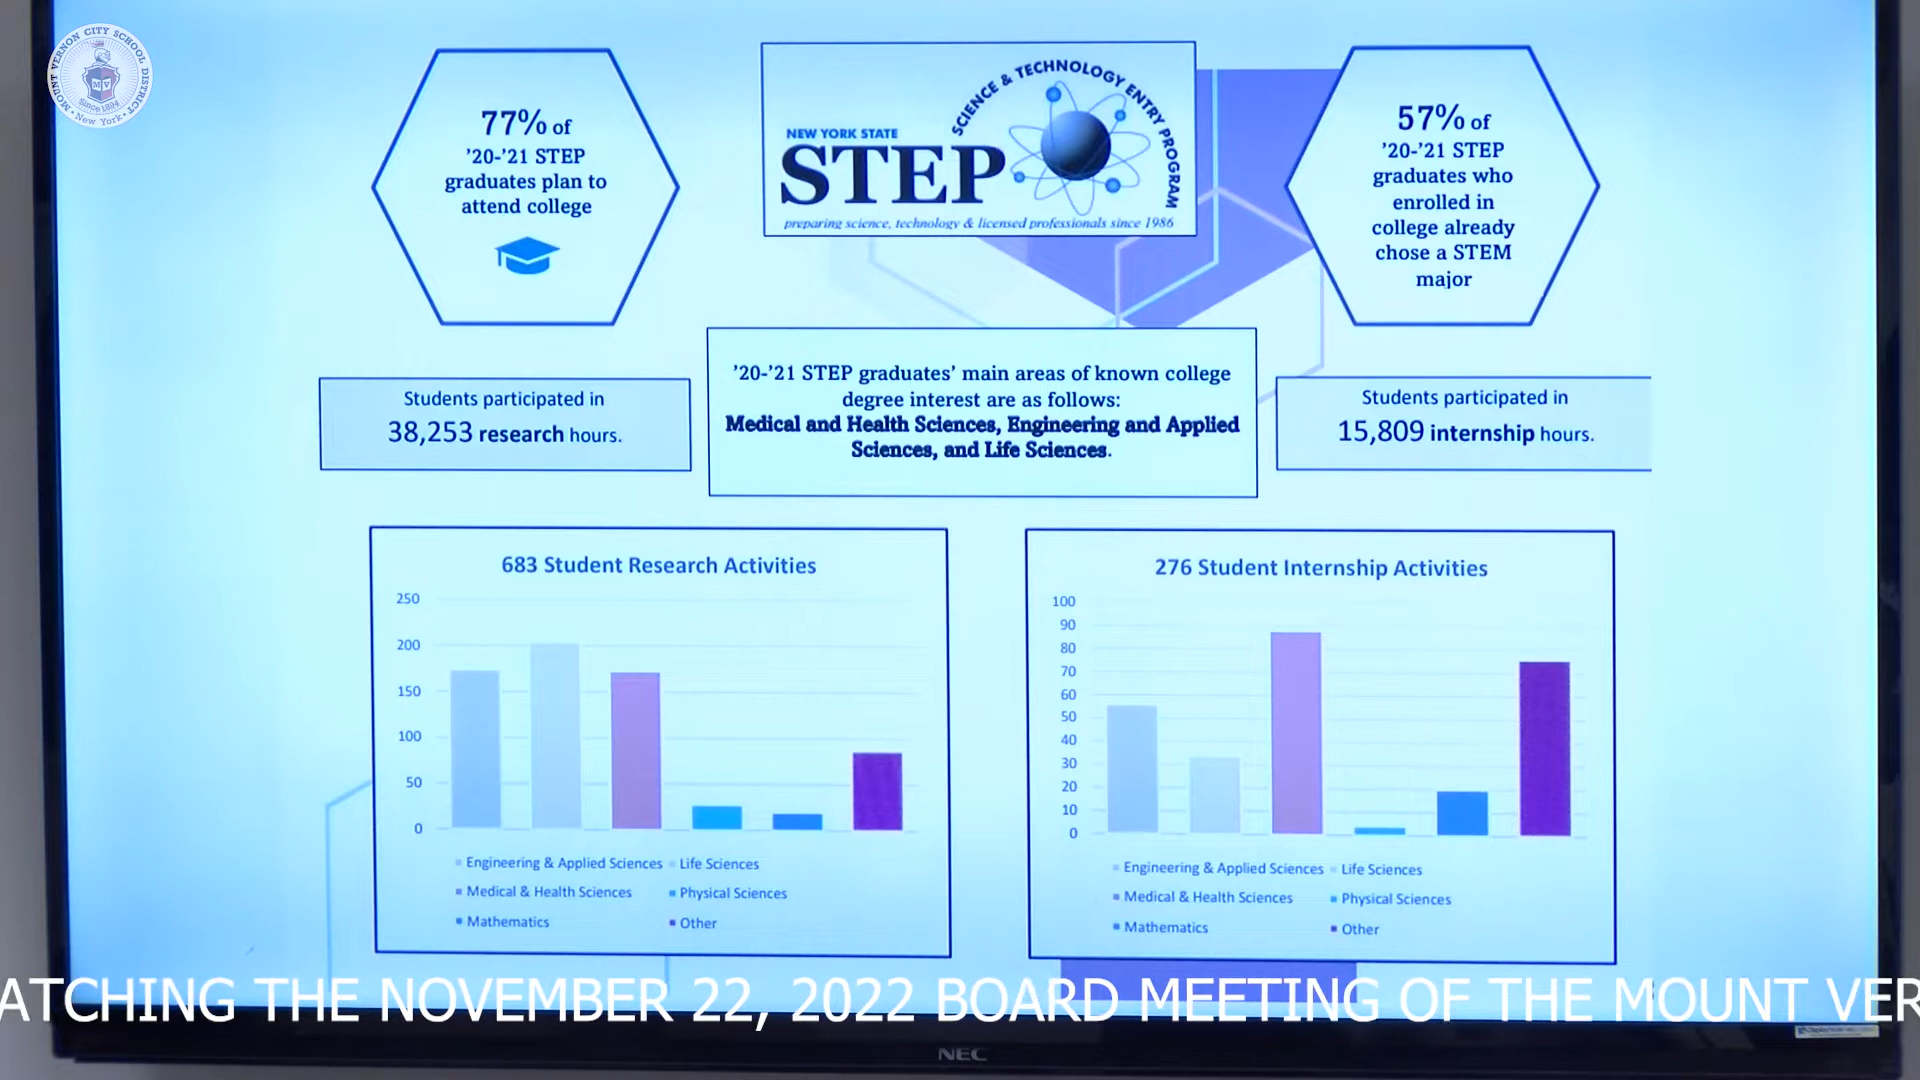 MOUNT VERNON CITY SCHOOL DISTRICT
MV
Since 1894
• New York •
77% of
’20-’21 STEP
graduates plan to
attend college
SCIENCE & TECHNOLOGY ENTRY PROGRAM
NEW YORK STATE
STEP
preparing science, technology & licensed professionals since 1986
57% of
’20-’21 STEP
graduates who
enrolled in
college already
chose a STEM
major
Students participated in
38,253 research hours.
’20-’21 STEP graduates’ main areas of known college
degree interest are as follows:
Medical and Health Sciences, Engineering and Applied
Sciences, and Life Sciences.
Students participated in
15,809 internship hours.
683 Student Research Activities
250
200
150
100
50
0
Engineering & Applied Sciences Life Sciences
Medical & Health Sciences Physical Sciences
Mathematics Other
276 Student Internship Activities
100
90
80
70
60
50
40
30
20
10
0
Engineering & Applied Sciences Life Sciences
Medical & Health Sciences Physical Sciences
Mathematics Other
ATCHING THE NOVEMBER 22, 2022 BOARD MEETING OF THE MOUNT VER
NEC